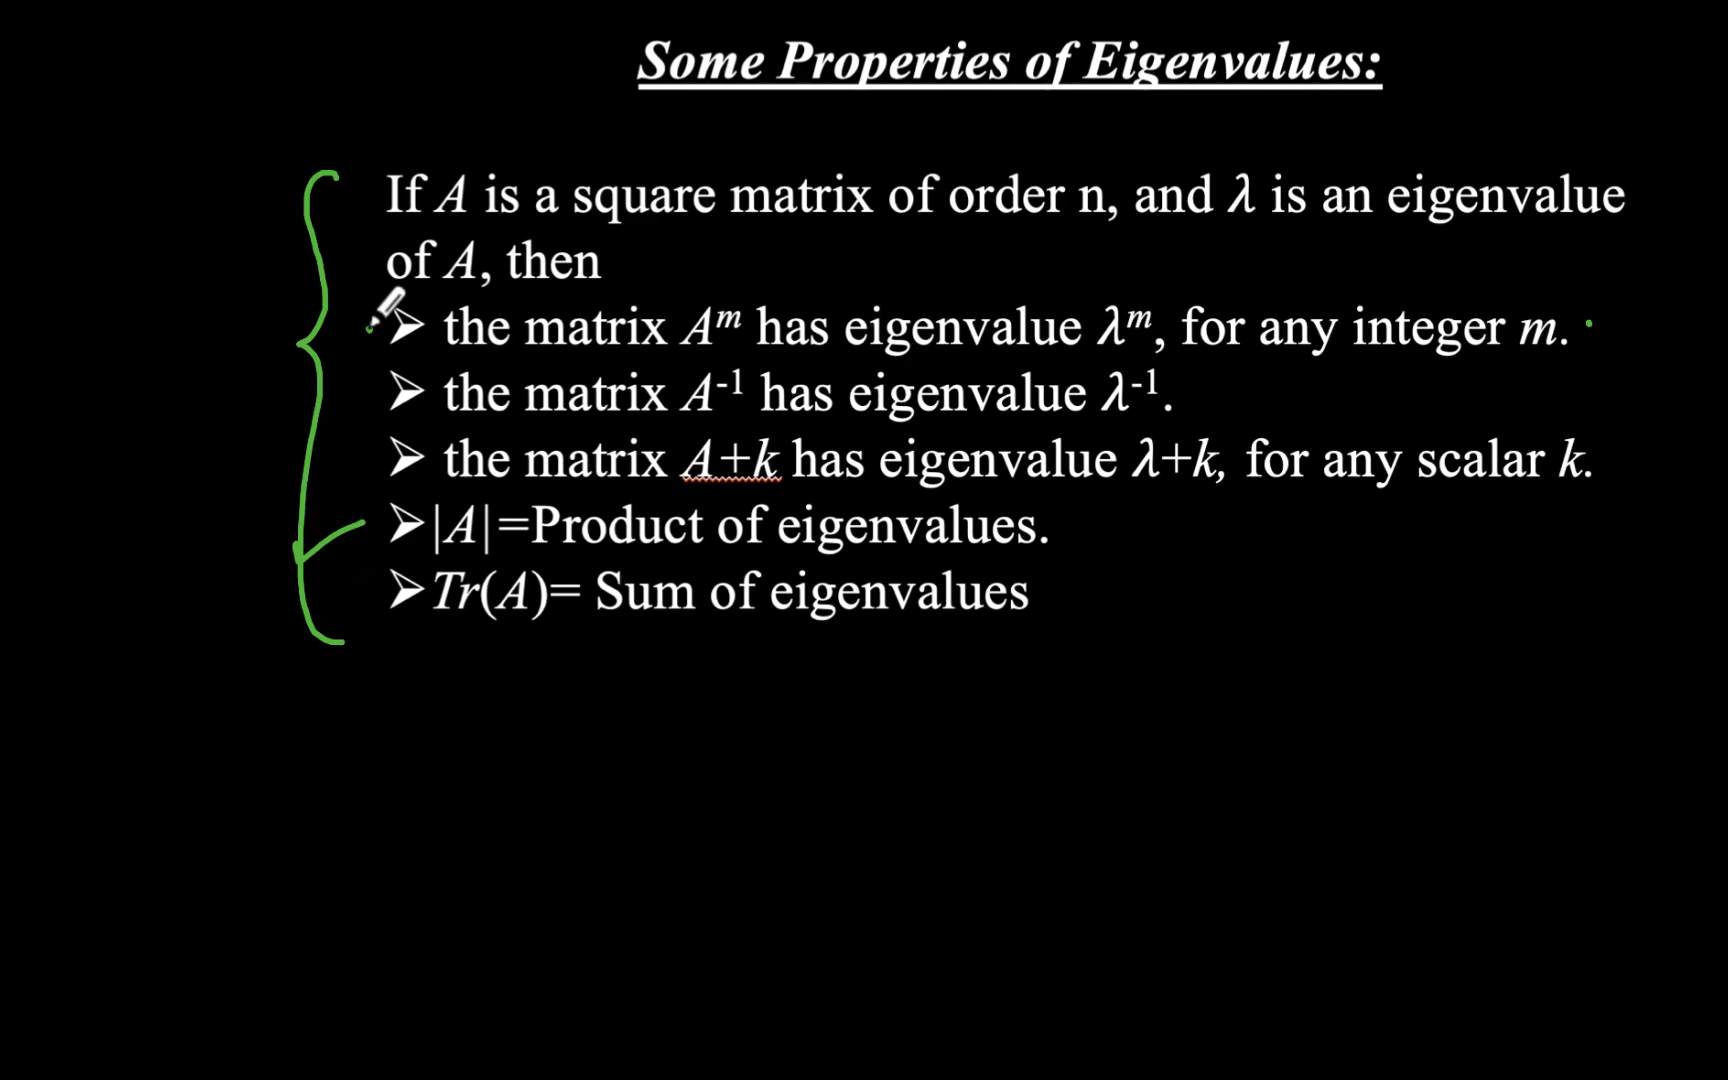 Some Properties of Eigenvalues:
If A is a square matrix of order n, and λ is an eigenvalue
of A, then
➢ the matrix Aᵐ has eigenvalue λᵐ, for any integer m.
➢ the matrix A⁻¹ has eigenvalue λ⁻¹.
➢ the matrix A+k has eigenvalue λ+k, for any scalar k.
➢|A|=Product of eigenvalues.
➢Tr(A)= Sum of eigenvalues